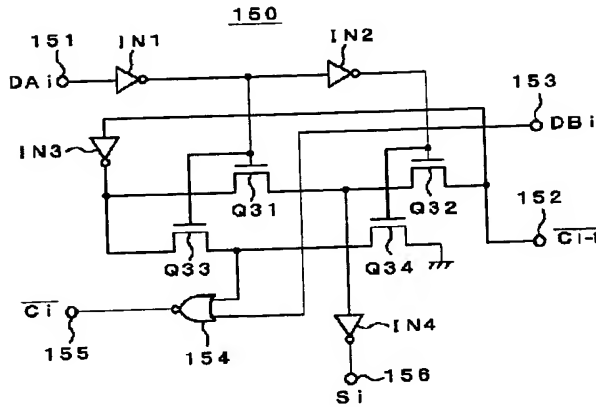 150
151
IN1
IN2
DAi
153
DBi
IN3
Q31
Q32
152
Q33
Q34
Ci-i
Ci
IN4
155
154
156
Si